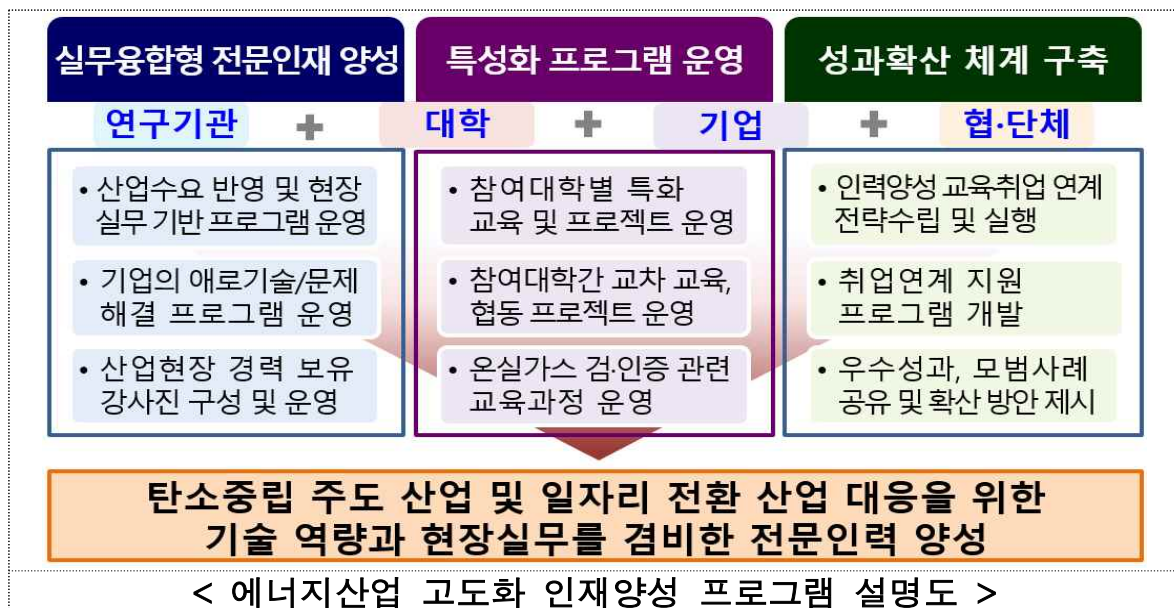 실무융합형 전문인재 양성
특성화 프로그램 운영
성과확산 체계 구축
연구기관 + 대학 + 기업 + 협·단체
• 산업수요 반영 및 현장
실무 기반 프로그램 운영
• 기업의 애로기술/문제
해결 프로그램 운영
• 산업현장 경력 보유
강사진 구성 및 운영
• 참여대학별 특화
교육 및 프로젝트 운영
• 참여대학간 교차 교육,
협동 프로젝트 운영
• 온실가스 검·인증 관련
교육과정 운영
• 인력양성 교육·취업 연계
전략수립 및 실행
• 취업연계 지원
프로그램 개발
• 우수성과, 모범사례
공유 및 확산 방안 제시
탄소중립 주도 산업 및 일자리 전환 산업 대응을 위한
기술 역량과 현장실무를 겸비한 전문인력 양성
< 에너지산업 고도화 인재양성 프로그램 설명도 >